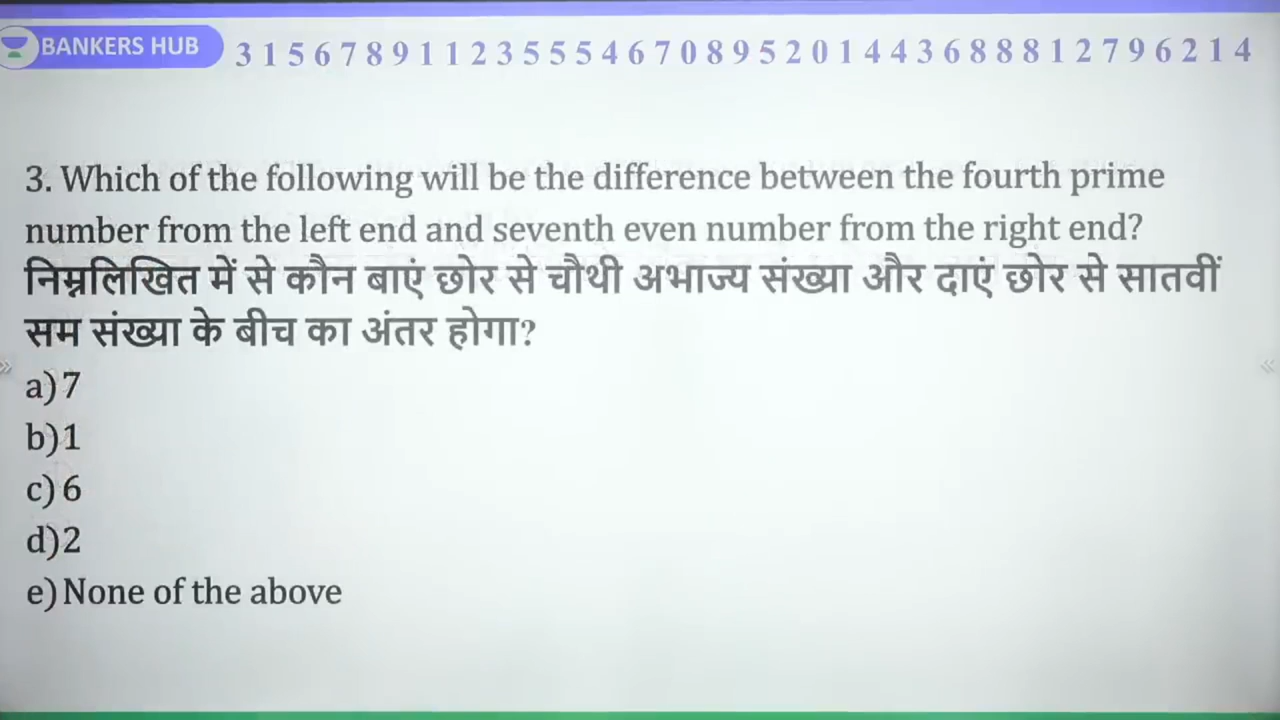 BANKERS HUB
3 1 5 6 7 8 9 1 1 2 3 5 5 5 4 6 7 0 8 9 5 2 0 1 4 4 3 6 8 8 8 1 2 7 9 6 2 1 4
3. Which of the following will be the difference between the fourth prime
number from the left end and seventh even number from the right end?
निम्नलिखित में से कौन बाएं छोर से चौथी अभाज्य संख्या और दाएं छोर से सातवीं
सम संख्या के बीच का अंतर होगा?
a) 7
b) 1
c) 6
d) 2
e) None of the above